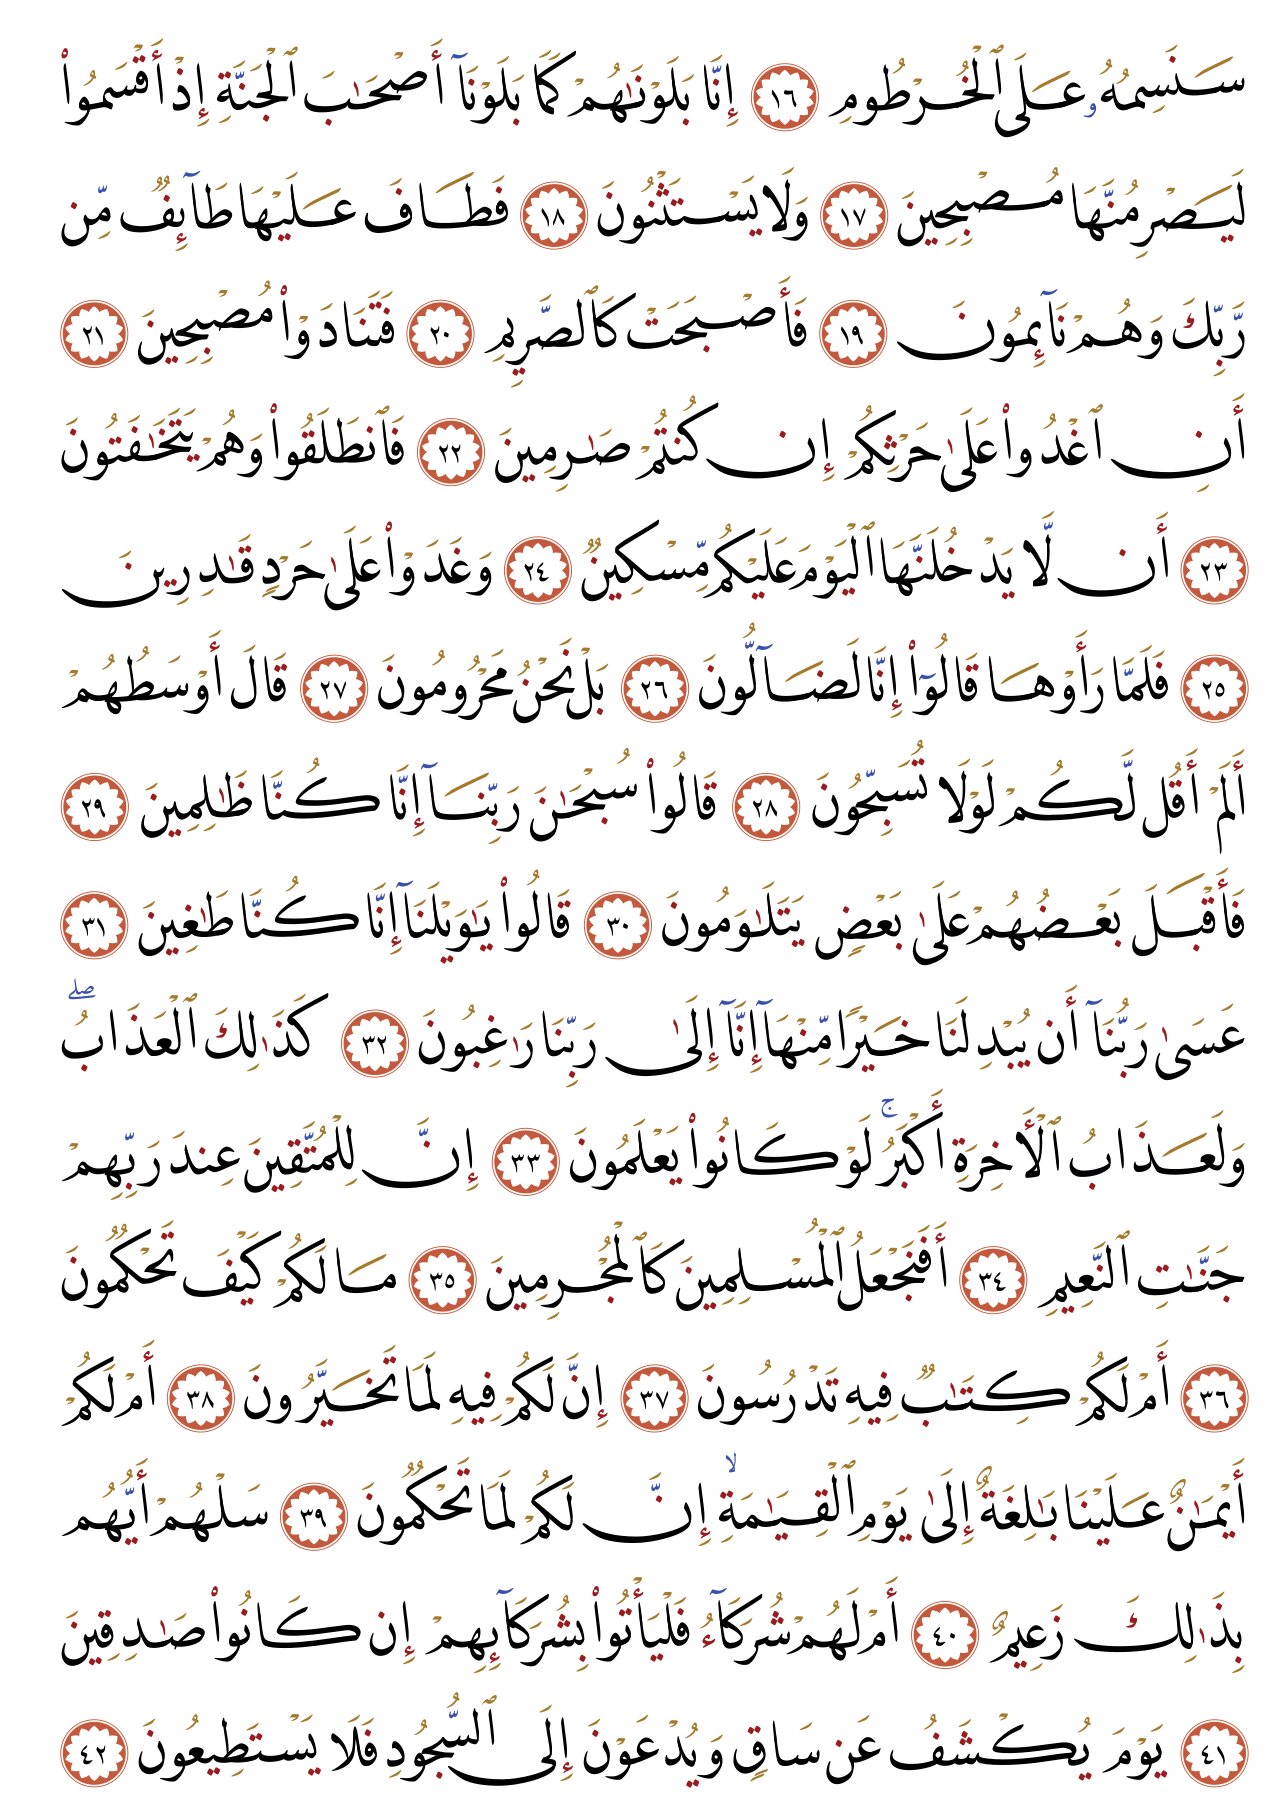 سَنَسِمُهُۥ عَلَى ٱلْخُرْطُومِ ١٦ إِنَّا بَلَوْنَٰهُمْ كَمَا بَلَوْنَآ أَصْحَٰبَ ٱلْجَنَّةِ إِذْ أَقْسَمُوا۟
لَيَصْرِمُنَّهَا مُصْبِحِينَ ١٧ وَلَا يَسْتَثْنُونَ ١٨ فَطَافَ عَلَيْهَا طَآئِفٌ مِّن
رَّبِّكَ وَهُمْ نَآئِمُونَ ١٩ فَأَصْبَحَتْ كَٱلصَّرِيمِ ٢٠ فَتَنَادَوْا۟ مُصْبِحِينَ ٢١
أَنِ ٱغْدُوا۟ عَلَىٰ حَرْثِكُمْ إِن كُنتُمْ صَٰرِمِينَ ٢٢ فَٱنطَلَقُوا۟ وَهُمْ يَتَخَٰفَتُونَ
٢٣ أَن لَّا يَدْخُلَنَّهَا ٱلْيَوْمَ عَلَيْكُم مِّسْكِينٌ ٢٤ وَغَدَوْا۟ عَلَىٰ حَرْدٍ قَٰدِرِينَ
٢٥ فَلَمَّا رَأَوْهَا قَالُوٓا۟ إِنَّا لَضَآلُّونَ ٢٦ بَلْ نَحْنُ مَحْرُومُونَ ٢٧ قَالَ أَوْسَطُهُمْ
أَلَمْ أَقُل لَّكُمْ لَوْلَا تُسَبِّحُونَ ٢٨ قَالُوا۟ سُبْحَٰنَ رَبِّنَآ إِنَّا كُنَّا ظَٰلِمِينَ ٢٩
فَأَقْبَلَ بَعْضُهُمْ عَلَىٰ بَعْضٍ يَتَلَٰوَمُونَ ٣٠ قَالُوا۟ يَٰوَيْلَنَآ إِنَّا كُنَّا طَٰغِينَ ٣١
عَسَىٰ رَبُّنَآ أَن يُبْدِلَنَا خَيْرًا مِّنْهَآ إِنَّآ إِلَىٰ رَبِّنَا رَٰغِبُونَ ٣٢ كَذَٰلِكَ ٱلْعَذَابُ ۖ
وَلَعَذَابُ ٱلْأَخِرَةِ أَكْبَرُ ۚ لَوْ كَانُوا۟ يَعْلَمُونَ ٣٣ إِنَّ لِلْمُتَّقِينَ عِندَ رَبِّهِمْ
جَنَّٰتِ ٱلنَّعِيمِ ٣٤ أَفَنَجْعَلُ ٱلْمُسْلِمِينَ كَٱلْمُجْرِمِينَ ٣٥ مَا لَكُمْ كَيْفَ تَحْكُمُونَ
٣٦ أَمْ لَكُمْ كِتَٰبٌ فِيهِ تَدْرُسُونَ ٣٧ إِنَّ لَكُمْ فِيهِ لَمَا تَخَيَّرُونَ ٣٨ أَمْ لَكُمْ
أَيْمَٰنٌ عَلَيْنَا بَٰلِغَةٌ إِلَىٰ يَوْمِ ٱلْقِيَٰمَةِ ۙ إِنَّ لَكُمْ لَمَا تَحْكُمُونَ ٣٩ سَلْهُمْ أَيُّهُم
بِذَٰلِكَ زَعِيمٌ ٤٠ أَمْ لَهُمْ شُرَكَآءُ فَلْيَأْتُوا۟ بِشُرَكَآئِهِمْ إِن كَانُوا۟ صَٰدِقِينَ
٤١ يَوْمَ يُكْشَفُ عَن سَاقٍ وَيُدْعَوْنَ إِلَى ٱلسُّجُودِ فَلَا يَسْتَطِيعُونَ ٤٢